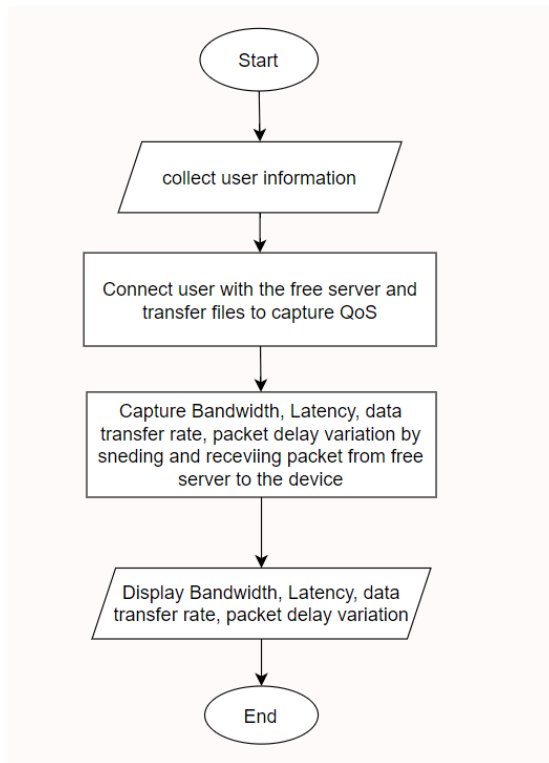 Start
collect user information
Connect user with the free server and
transfer files to capture QoS
Capture Bandwidth, Latency, data
transfer rate, packet delay variation by
sneding and receviing packet from free
server to the device
Display Bandwidth, Latency, data
transfer rate, packet delay variation
End